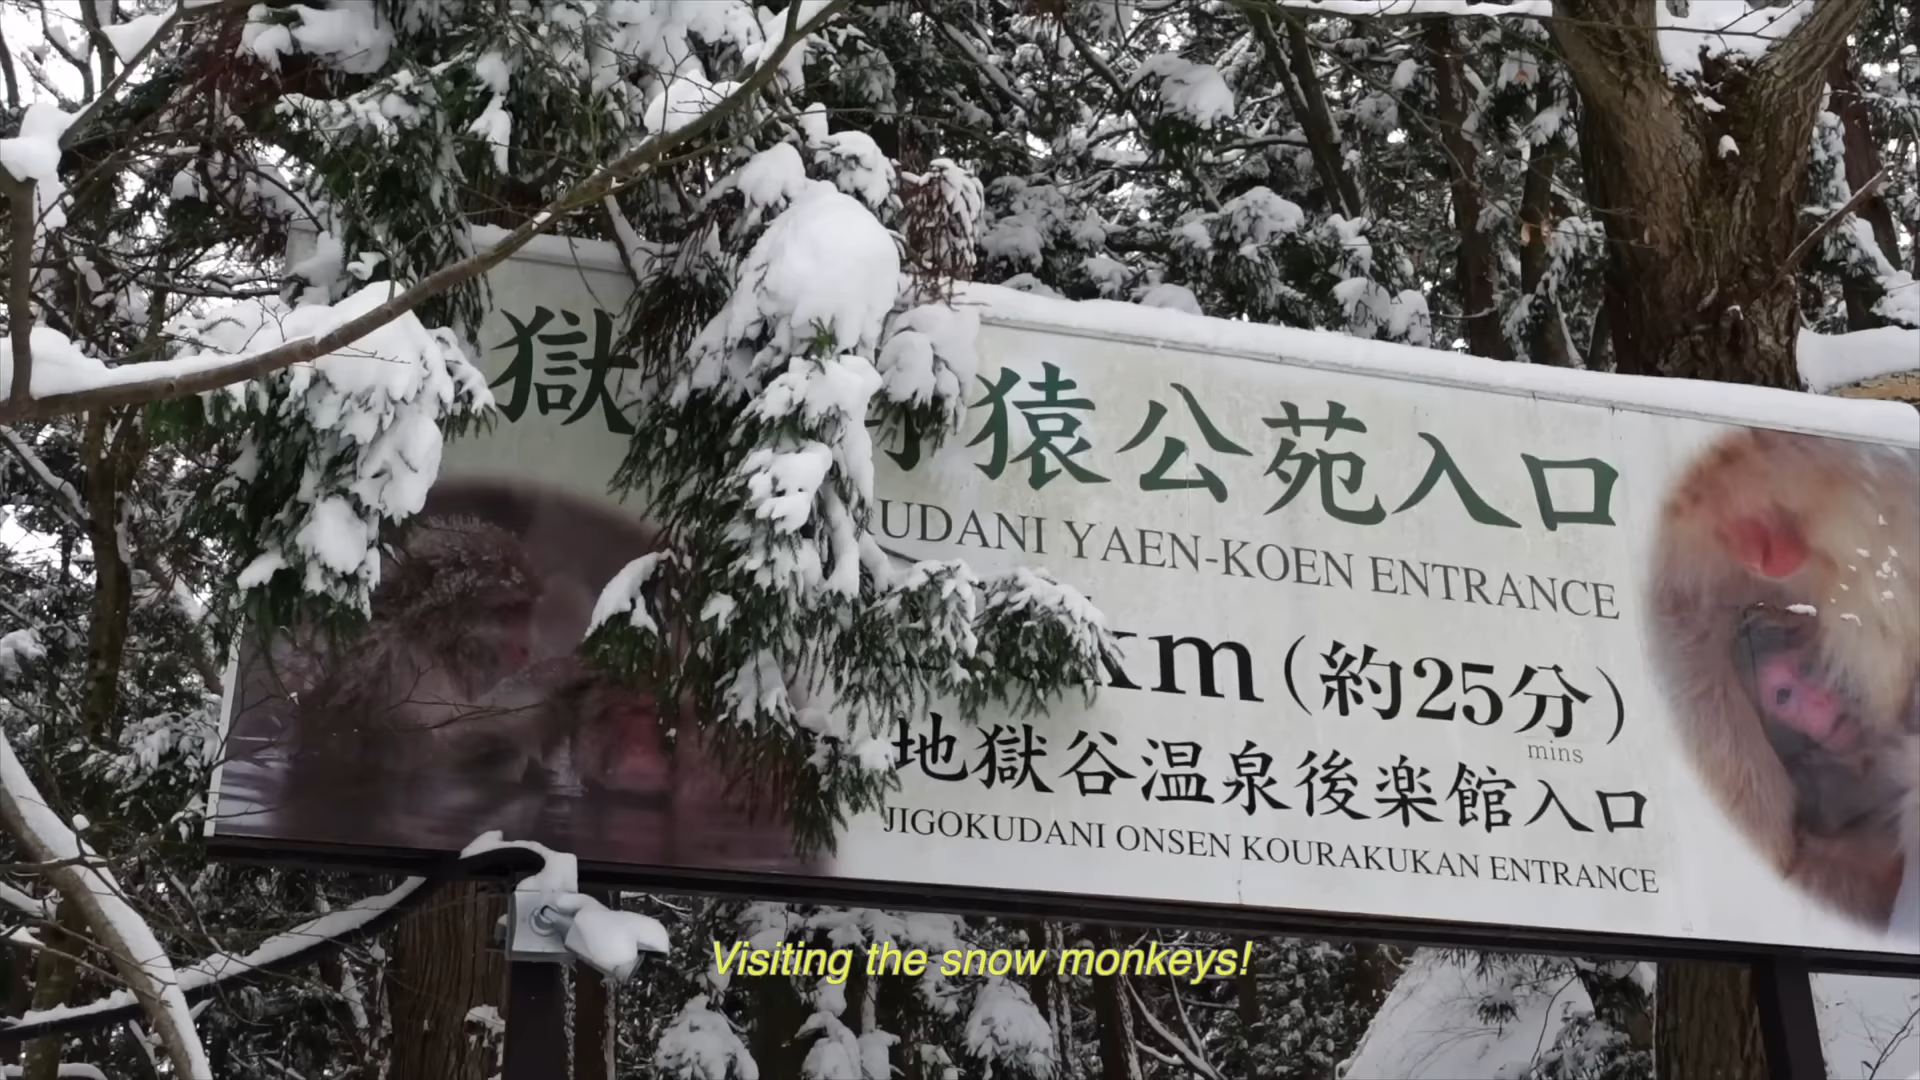 獄 猿公苑入口
UDANI YAEN-KOEN ENTRANCE
km(約25分)
mins
地獄谷温泉後楽館入口
JIGOKUDANI ONSEN KOURAKUKAN ENTRANCE
Visiting the snow monkeys!